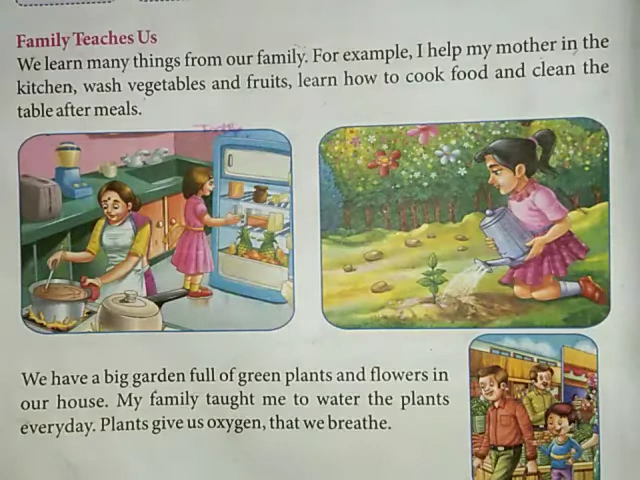 Family Teaches Us
We learn many things from our family. For example, I help my mother in the
kitchen, wash vegetables and fruits, learn how to cook food and clean the
table after meals.
We have a big garden full of green plants and flowers in
our house. My family taught me to water the plants
everyday. Plants give us oxygen, that we breathe.